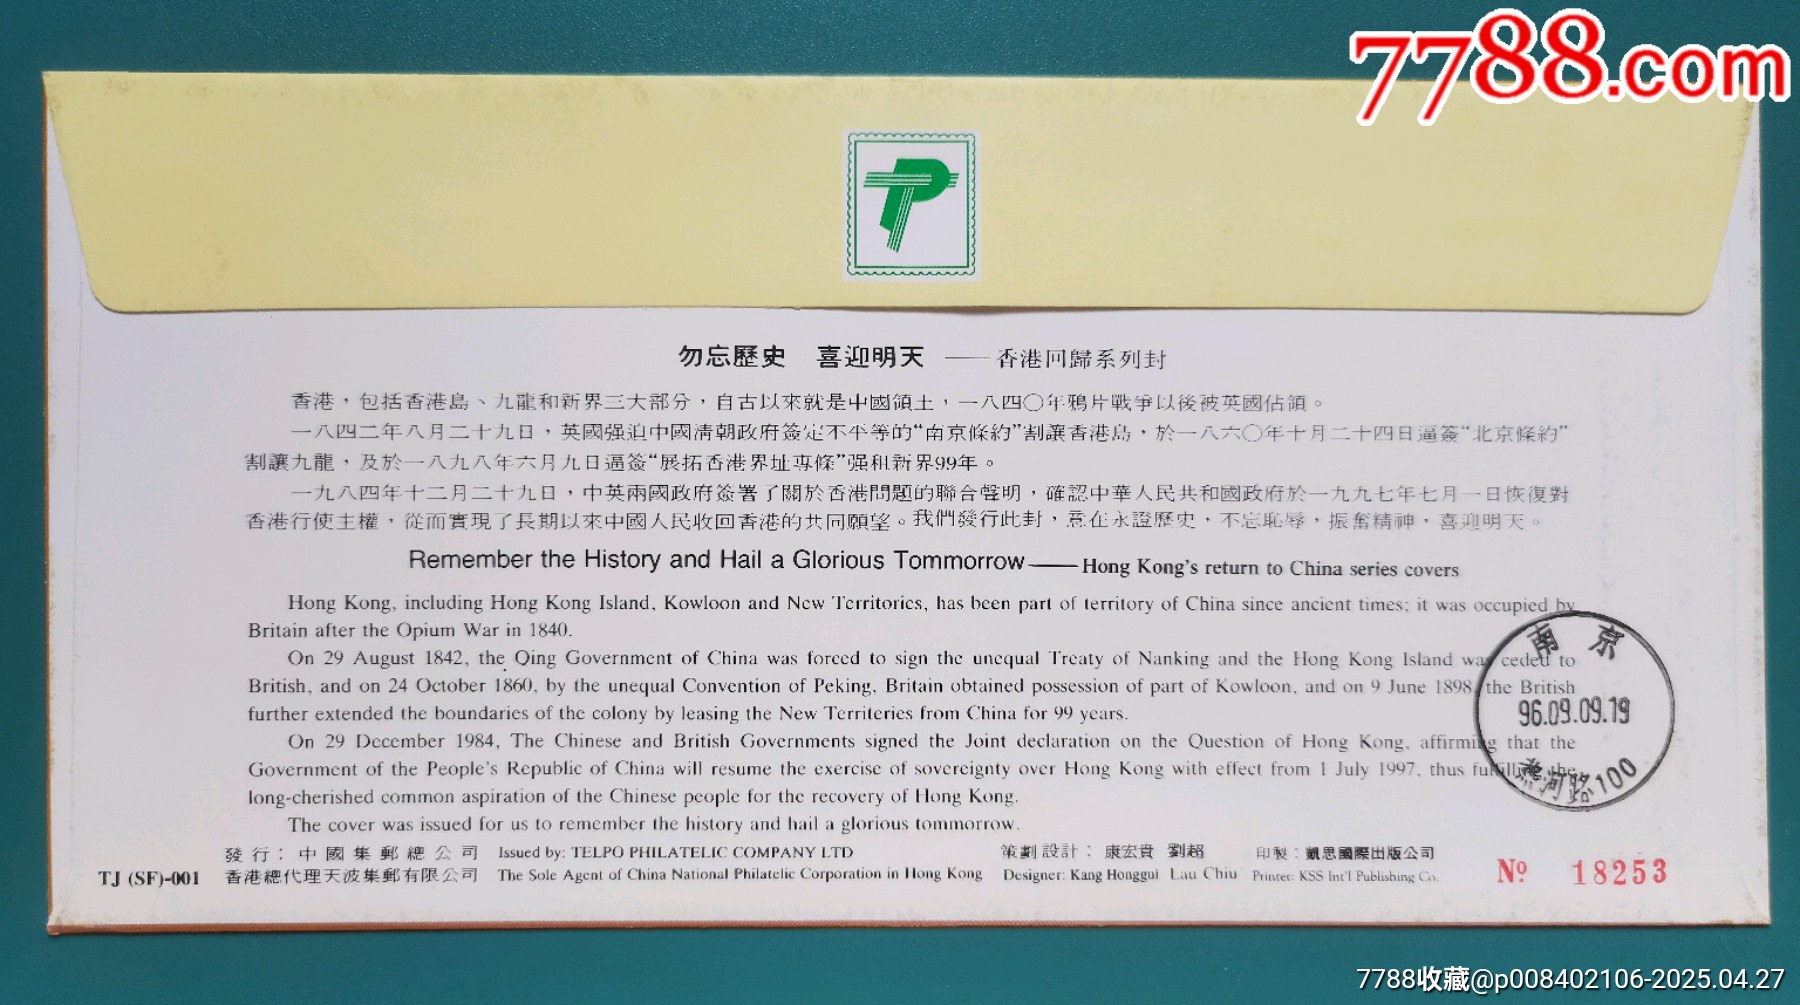 7788.com
勿忘歷史　喜迎明天 —— 香港回歸系列封
香港，包括香港島、九龍和新界三大部分，自古以來就是中國領土，一八四〇年鴉片戰爭以後被英國佔領。
一八四二年八月二十九日，英國强迫中國清朝政府簽定不平等的“南京條約”割讓香港島，於一八六〇年十月二十四日逼簽“北京條約”
割讓九龍，及於一八九八年六月九日逼簽“展拓香港界址專條”强租新界99年。
一九八四年十二月二十九日，中英兩國政府簽署了關於香港問題的聯合聲明，確認中華人民共和國政府於一九九七年七月一日恢復對
香港行使主權，從而實現了長期以來中國人民收回香港的共同願望。我們發行此封，意在永證歷史，不忘恥辱，振奮精神，喜迎明天。
Remember the History and Hail a Glorious Tommorrow——Hong Kong's return to China series covers
Hong Kong, including Hong Kong Island, Kowloon and New Territories, has been part of territory of China since ancient times; it was occupied by
Britain after the Opium War in 1840.
On 29 August 1842, the Qing Government of China was forced to sign the unequal Treaty of Nanking and the Hong Kong Island was ceded to
British, and on 24 October 1860, by the unequal Convention of Peking, Britain obtained possession of part of Kowloon, and on 9 June 1898, the British
further extended the boundaries of the colony by leasing the New Territories from China for 99 years.
On 29 December 1984, The Chinese and British Governments signed the Joint declaration on the Question of Hong Kong, affirming that the
Government of the People's Republic of China will resume the exercise of sovereignty over Hong Kong with effect from 1 July 1997, thus fulfilling the
long-cherished common aspiration of the Chinese people for the recovery of Hong Kong.
The cover was issued for us to remember the history and hail a glorious tommorrow.
南京
96.09.09.19
熱河路100
發行：中國集郵總公司 Issued by: TELPO PHILATELIC COMPANY LTD 策劃設計：康宏貴 劉超 印製：凱思國際出版公司
TJ (SF)-001 香港總代理天波集郵有限公司 The Sole Agent of China National Philatelic Corporation in Hong Kong Designer: Kang Honggui Lau Chiu Printer: KSS Int'l Publishing Co. Nº 18253
7788收藏@p008402106-2025.04.27